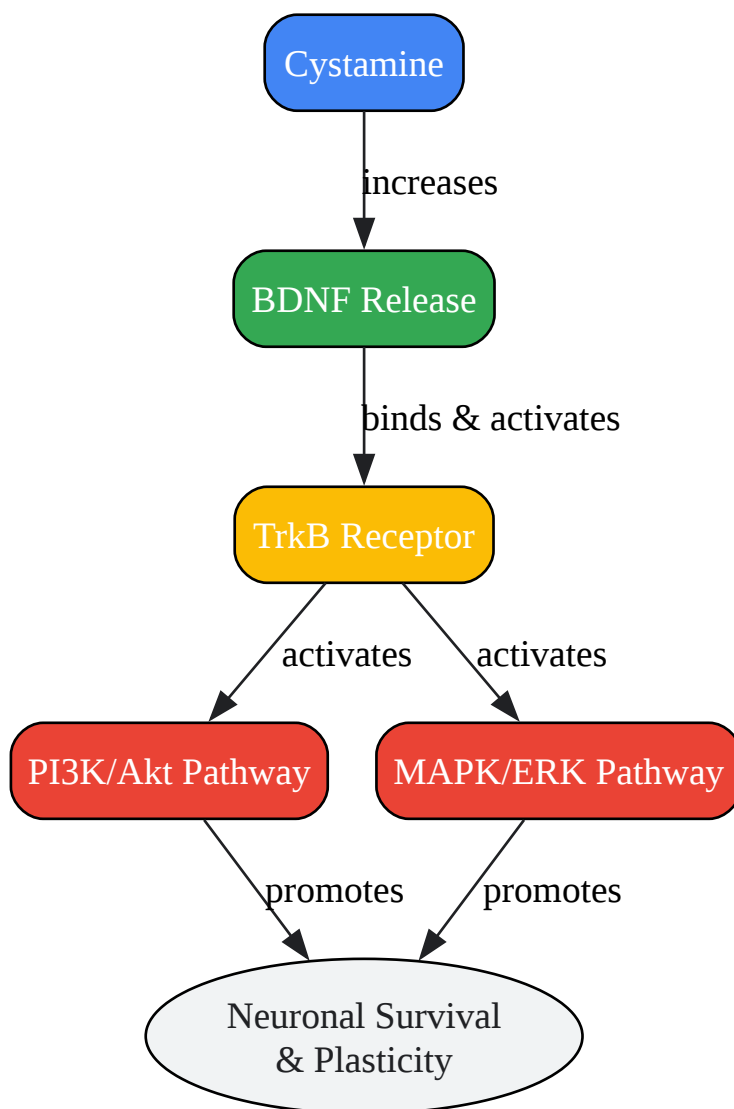 Cystamine
increases
BDNF Release
binds & activates
TrkB Receptor
activates
activates
PI3K/Akt Pathway
MAPK/ERK Pathway
promotes
promotes
Neuronal Survival
& Plasticity